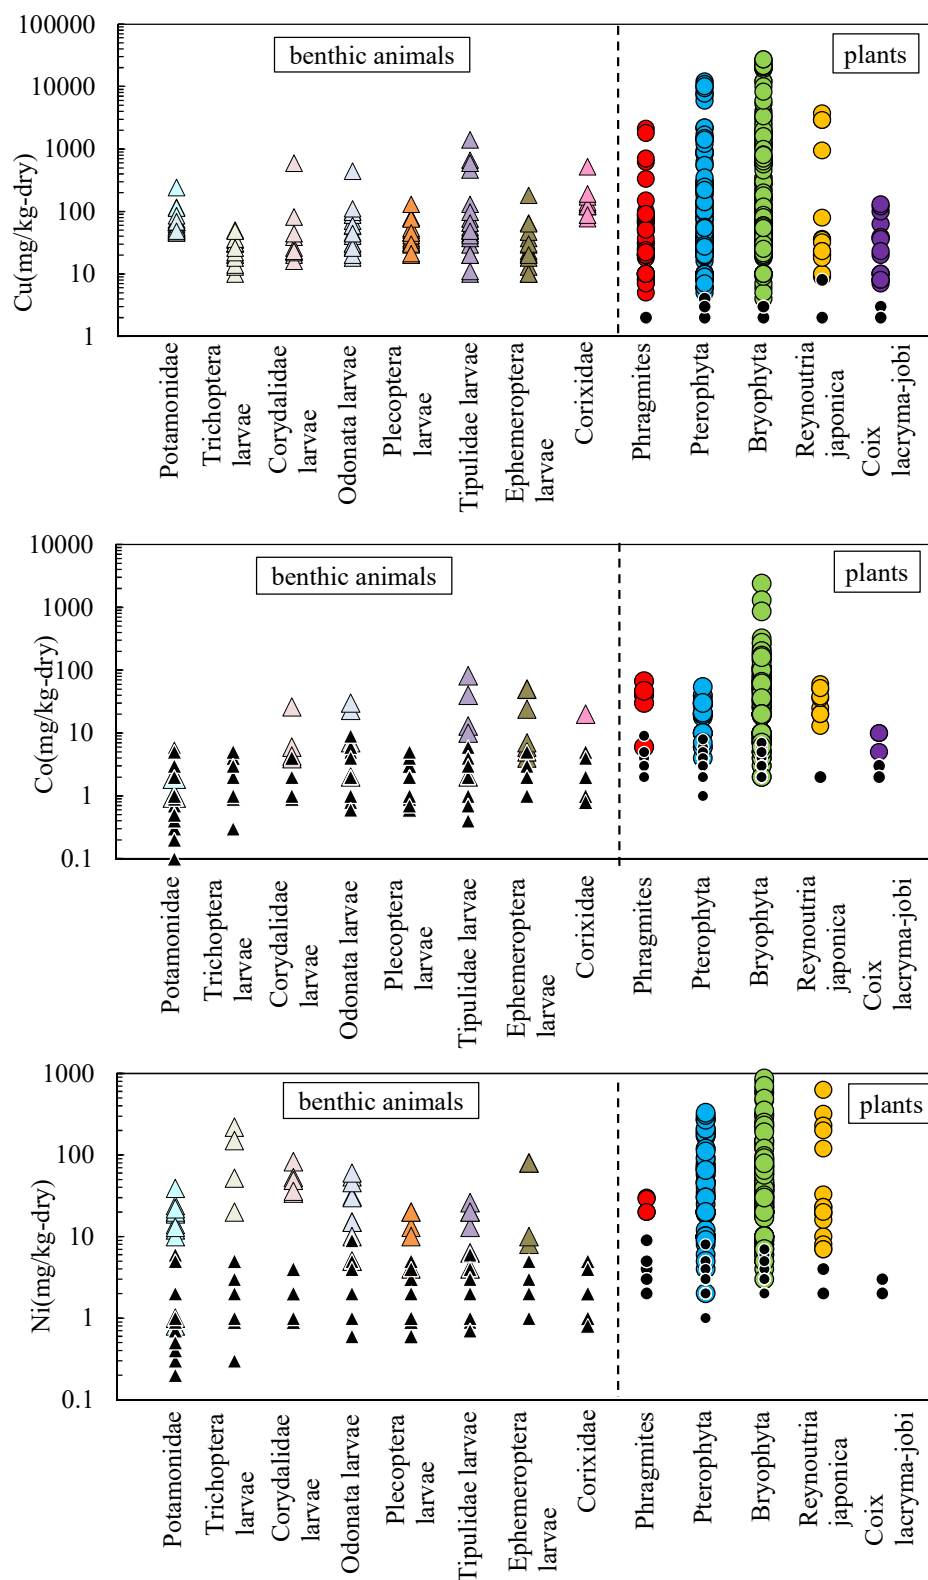 100000
10000
1000
100
10
1
Cu(mg/kg-dry)
benthic animals
plants
Potamonidae
Trichoptera
larvae
Corydalidae
larvae
Odonata larvae
Plecoptera
larvae
Tipulidae larvae
Ephemeroptera
larvae
Corixidae
Phragmites
Pterophyta
Bryophyta
Reynoutria
japonica
Coix
lacryma-jobi
10000
1000
100
10
1
0.1
Co(mg/kg-dry)
benthic animals
plants
Potamonidae
Trichoptera
larvae
Corydalidae
larvae
Odonata larvae
Plecoptera
larvae
Tipulidae larvae
Ephemeroptera
larvae
Corixidae
Phragmites
Pterophyta
Bryophyta
Reynoutria
japonica
Coix
lacryma-jobi
1000
100
10
1
0.1
Ni(mg/kg-dry)
benthic animals
plants
Potamonidae
Trichoptera
larvae
Corydalidae
larvae
Odonata larvae
Plecoptera
larvae
Tipulidae larvae
Ephemeroptera
larvae
Corixidae
Phragmites
Pterophyta
Bryophyta
Reynoutria
japonica
Coix
lacryma-jobi